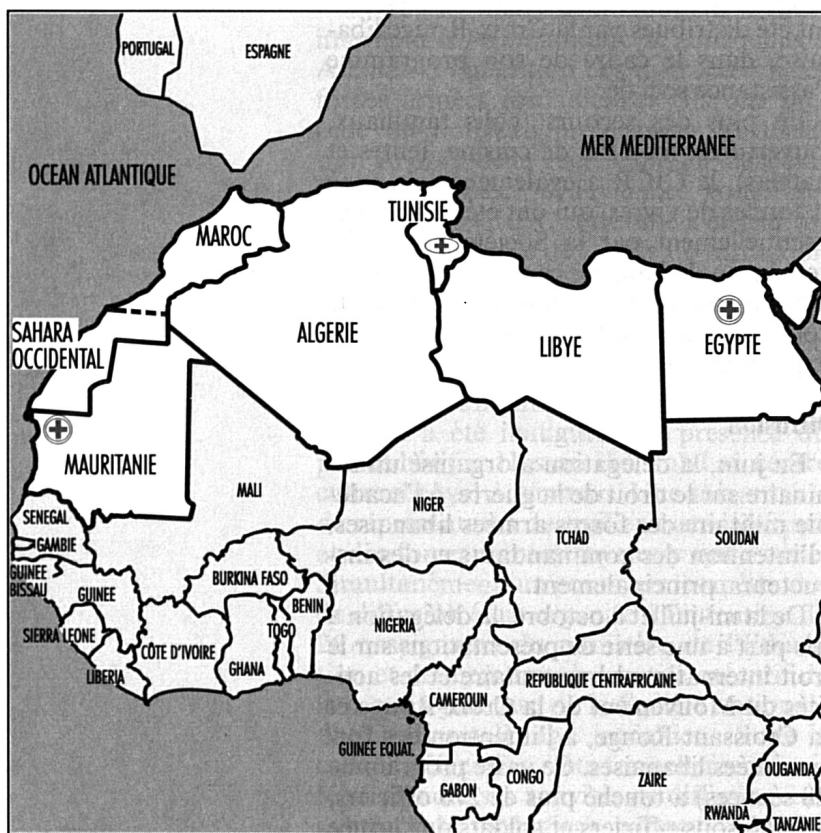 PORTUGAL
ESPAGNE
OCEAN ATLANTIQUE
MER MEDITERRANEE
TUNISIE
MAROC
SAHARA
OCCIDENTAL
ALGERIE
LIBYE
EGYPTE
MAURITANIE
MALI
NIGER
TCHAD
SOUDAN
SENEGAL
GAMBIE
GUINEE
BISSAU
GUINEE
BURKINA FASO
BENIN
TOGO
NIGERIA
SIERRA LEONE
CÔTE D'IVOIRE
GHANA
LIBERIA
CAMEROUN
REPUBLIQUE CENTRAFRICAINE
GUINEE EQUAT.
GABON
CONGO
ZAIRE
OUGANDA
RWANDA
TANZANIE